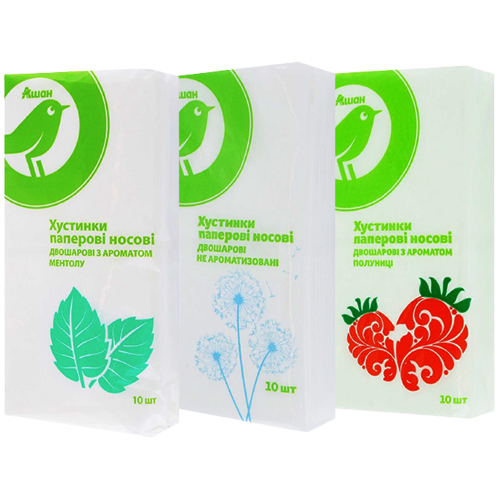 Ашан
Хустинки
паперові носові
ДВОШАРОВІ З АРОМАТОМ
МЕНТОЛУ
10 шт
Ашан
Хустинки
паперові носові
ДВОШАРОВІ
НЕ АРОМАТИЗОВАНІ
10 шт
Ашан
Хустинки
паперові носові
ДВОШАРОВІ З АРОМАТОМ
ПОЛУНИЦІ
10 шт